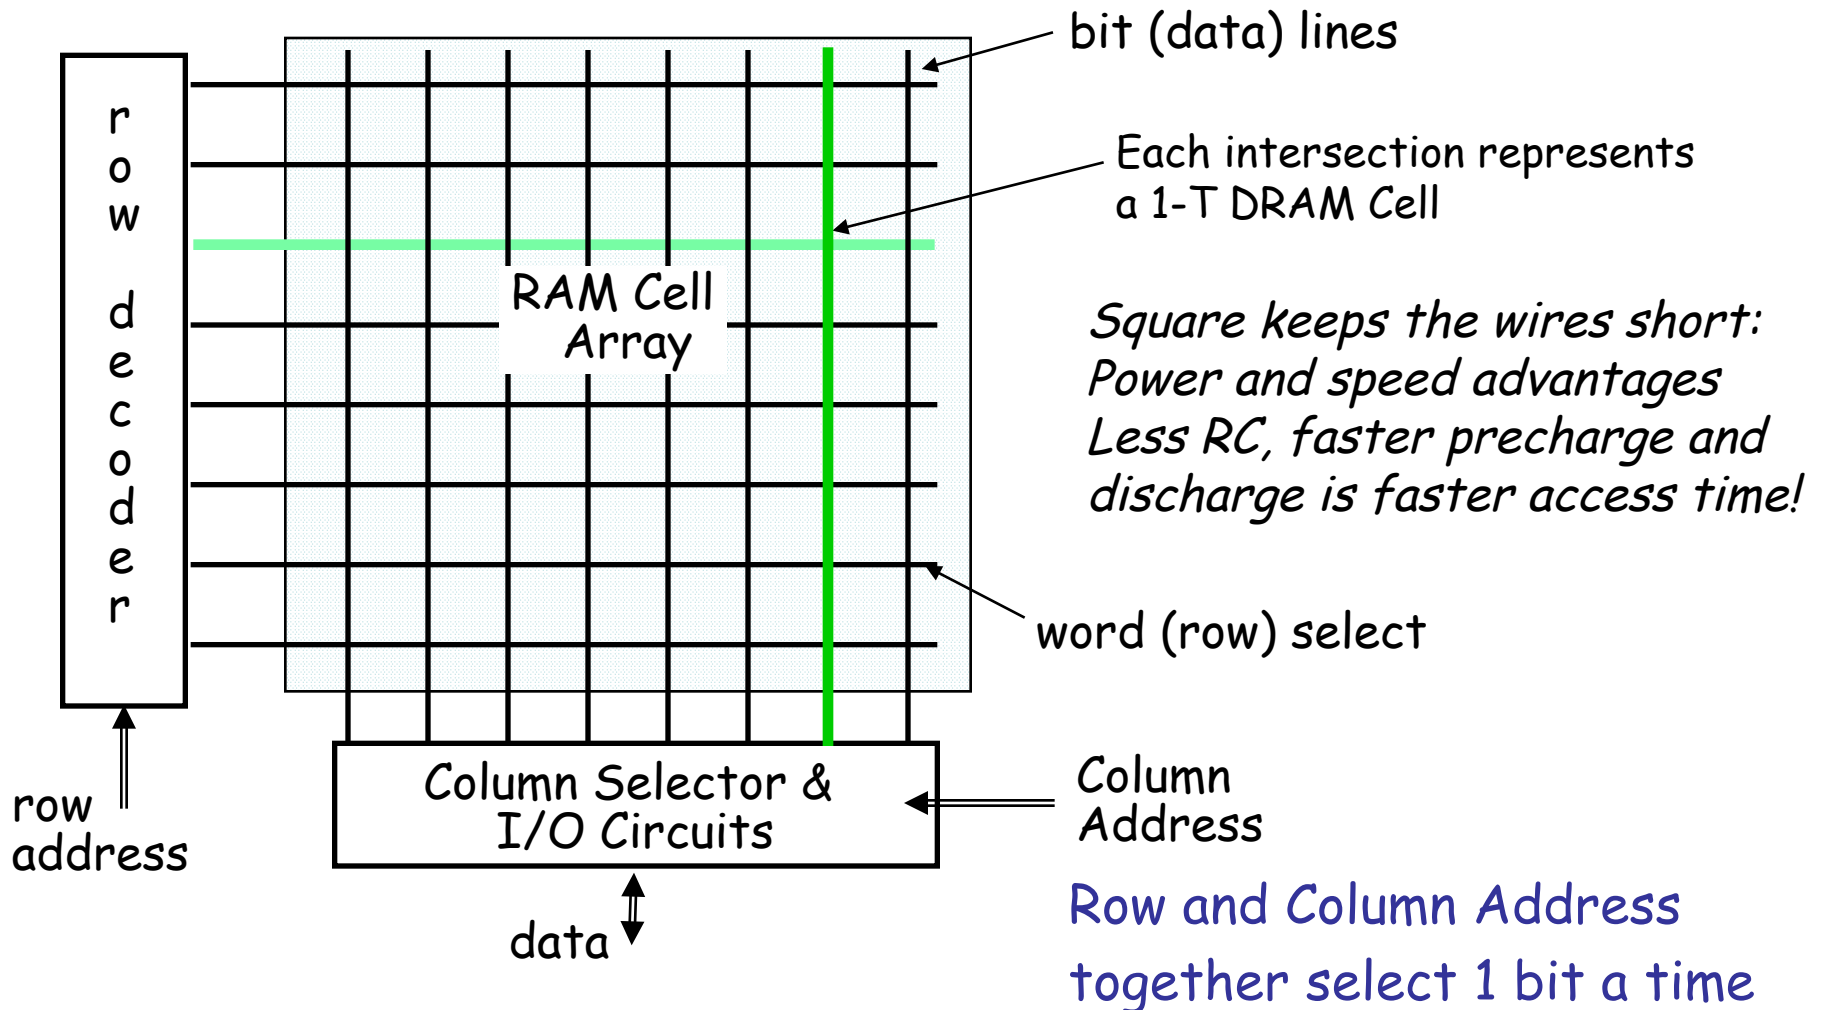 bit (data) lines
row decoder
Each intersection represents
a 1-T DRAM Cell
RAM Cell
Array
Square keeps the wires short:
Power and speed advantages
Less RC, faster precharge and
discharge is faster access time!
word (row) select
Column Selector &
I/O Circuits
Column
Address
row
address
data
Row and Column Address
together select 1 bit a time